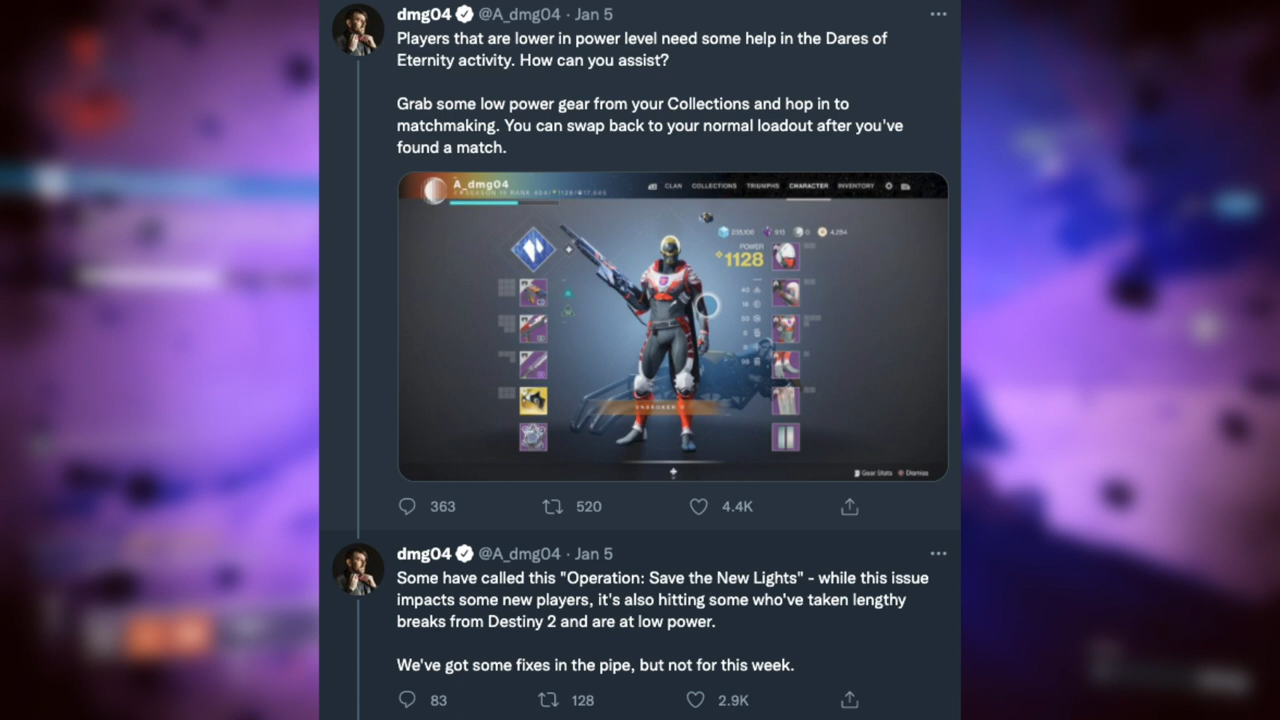 dmg04 @A_dmg04 · Jan 5
Players that are lower in power level need some help in the Dares of
Eternity activity. How can you assist?
Grab some low power gear from your Collections and hop in to
matchmaking. You can swap back to your normal loadout after you've
found a match.
A_dmg04
CLAN COLLECTIONS TRIUMPHS CHARACTER INVENTORY
POWER
1128
Gear Stats Dismiss
363 520 4.4K
dmg04 @A_dmg04 · Jan 5
Some have called this "Operation: Save the New Lights" - while this issue
impacts some new players, it's also hitting some who've taken lengthy
breaks from Destiny 2 and are at low power.
We've got some fixes in the pipe, but not for this week.
83 128 2.9K